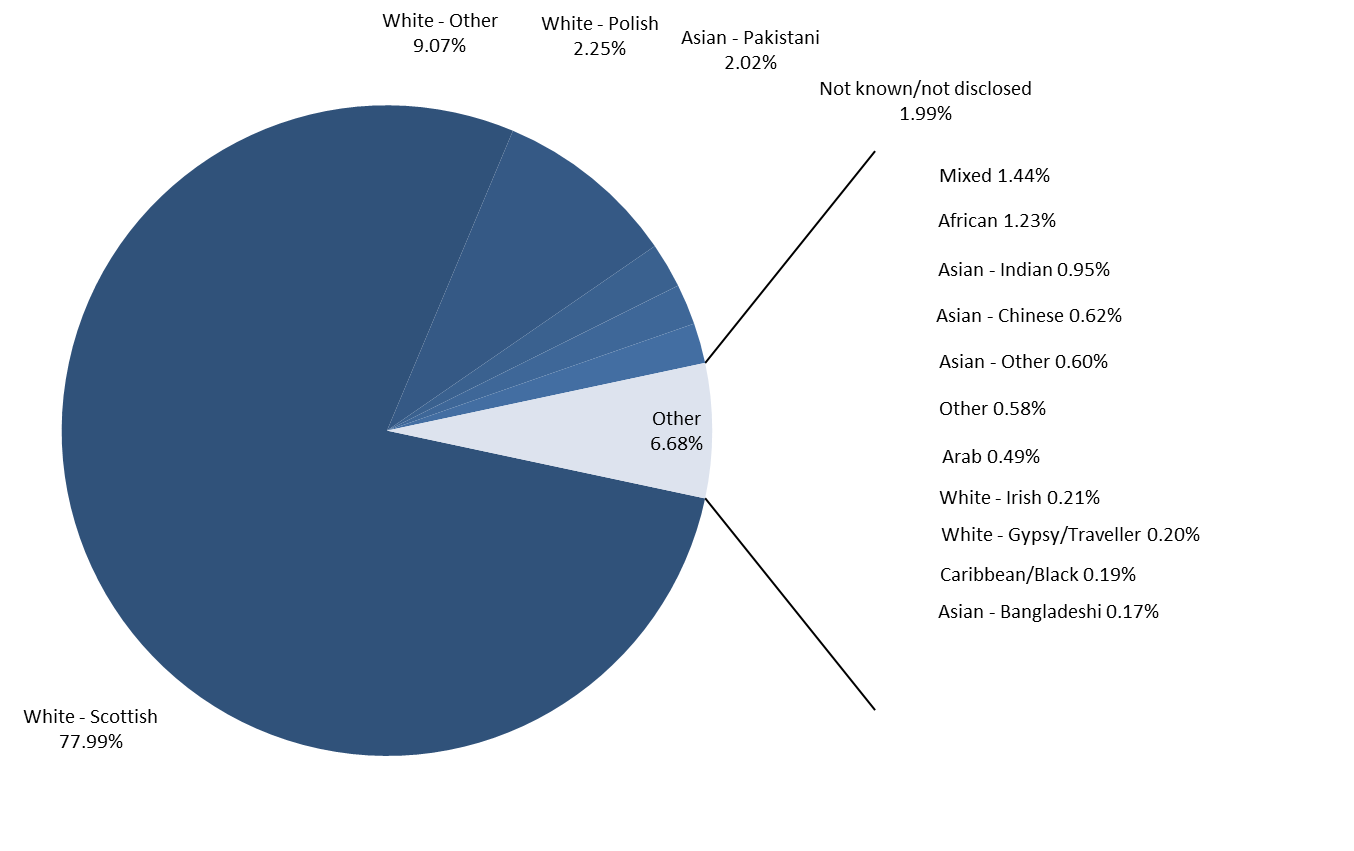 White - Other
9.07%
White - Polish
2.25%
Asian - Pakistani
2.02%
Not known/not disclosed
1.99%
Mixed 1.44%
African 1.23%
Asian - Indian 0.95%
Asian - Chinese 0.62%
Asian - Other 0.60%
Other 0.58%
Arab 0.49%
White - Irish 0.21%
White - Gypsy/Traveller 0.20%
Caribbean/Black 0.19%
Asian - Bangladeshi 0.17%
Other
6.68%
White - Scottish
77.99%